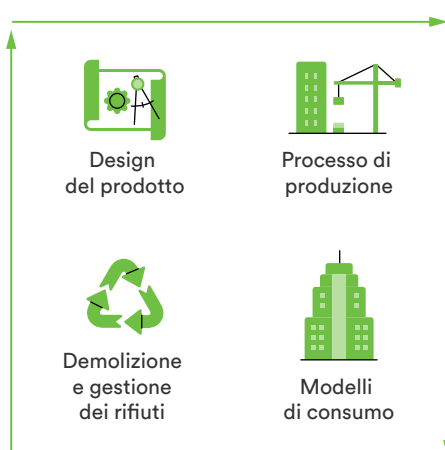 Design
del prodotto
Processo di
produzione
Demolizione
e gestione
dei rifiuti
Modelli
di consumo